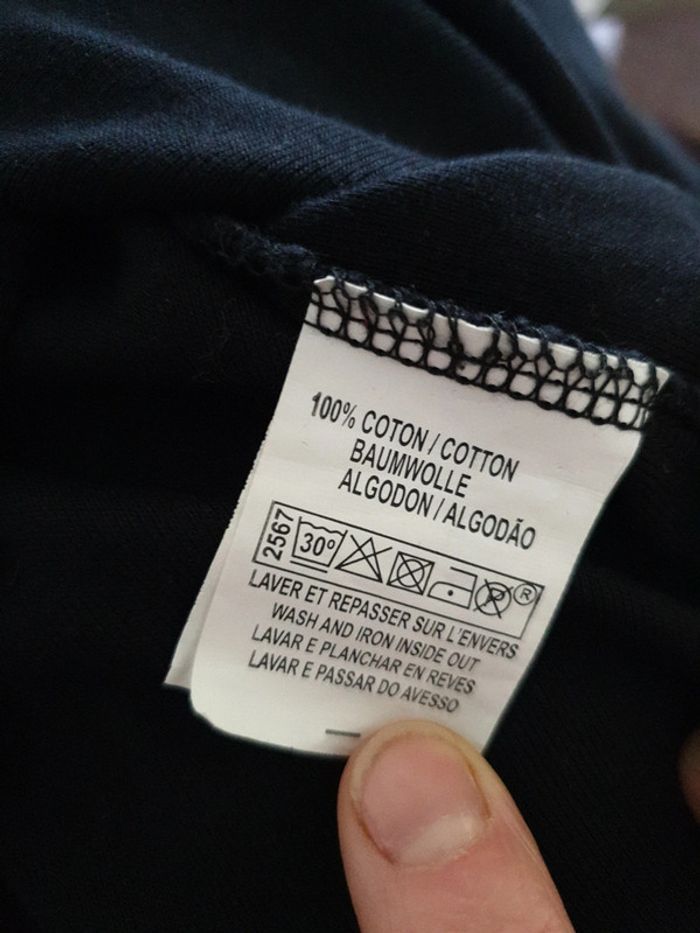 100% COTON / COTTON
BAUMWOLLE
ALGODON / ALGODÃO
2567 30° P ®
LAVER ET REPASSER SUR L'ENVERS
WASH AND IRON INSIDE OUT
LAVAR E PLANCHAR EN REVES
LAVAR E PASSAR DO AVESSO